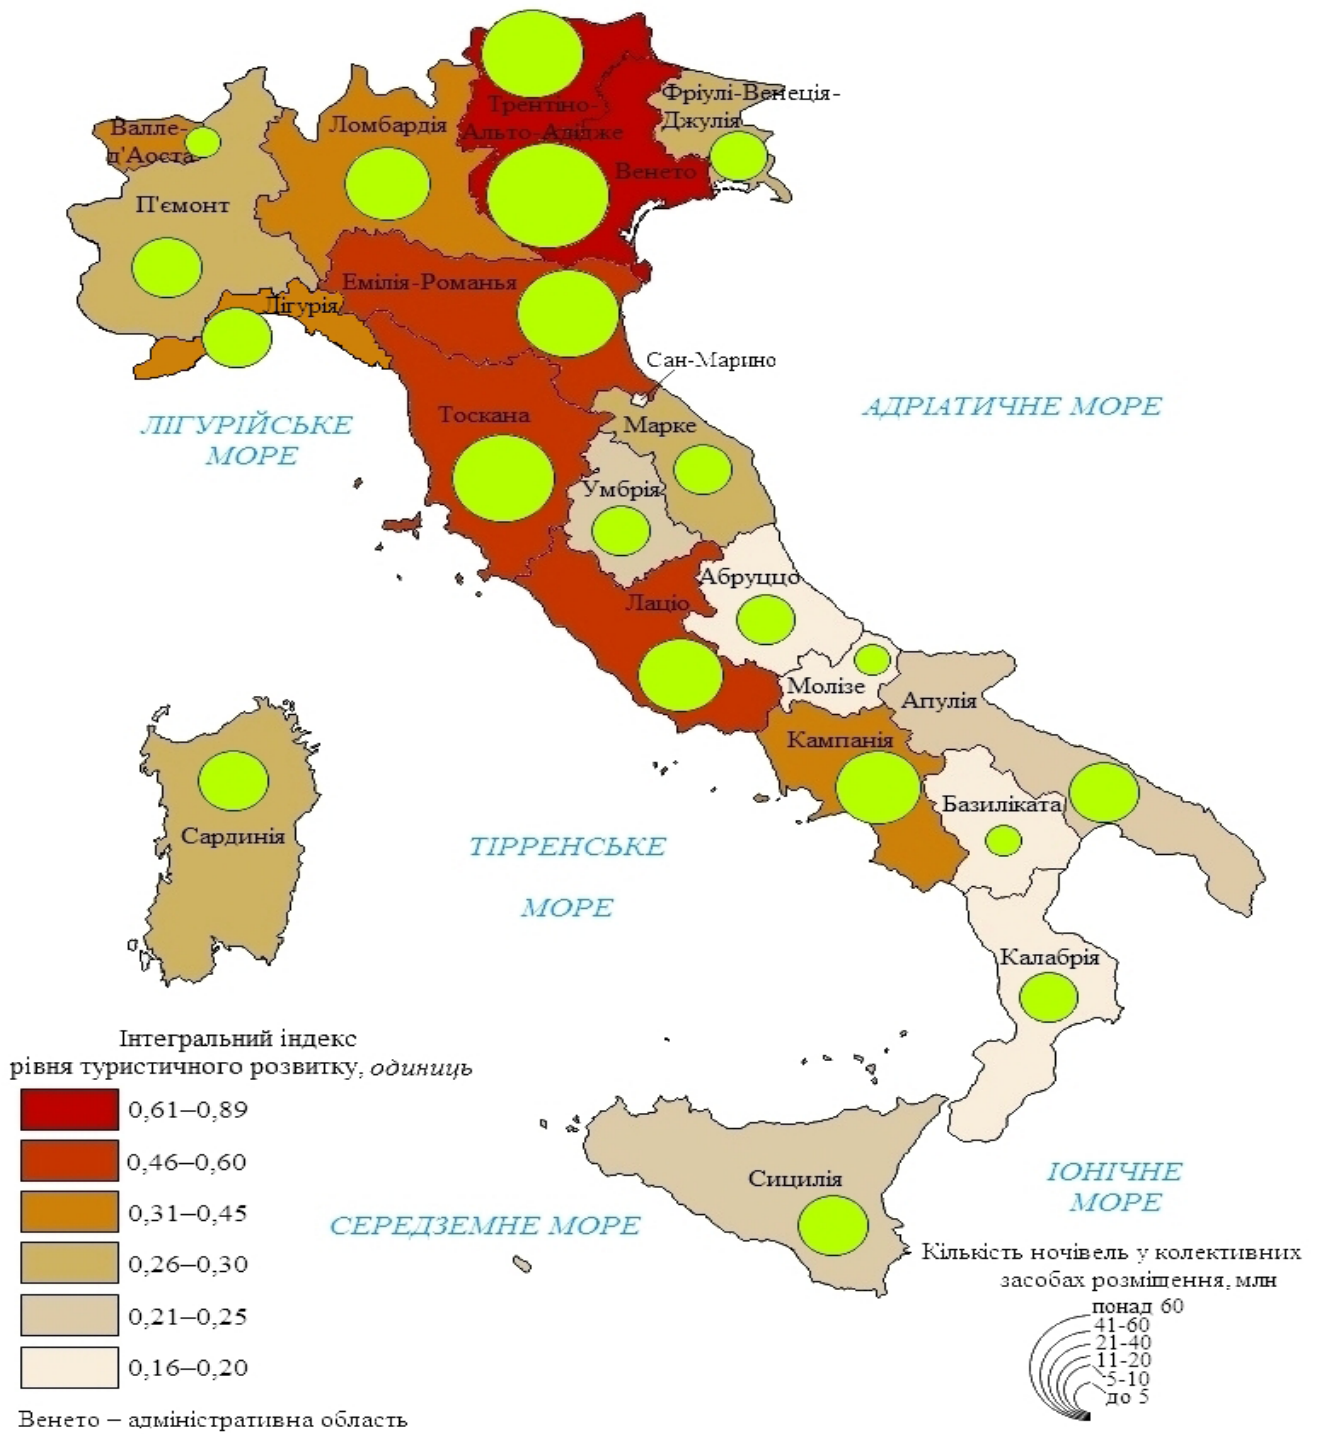 Трентіно-
Альто-Адідже
Фріулі-Венеція-
Джулія
Валле-
д'Аоста
Ломбардія
Венето
П'ємонт
Емілія-Романья
Лігурія
Сан-Марино
Тоскана
Марке
ЛІГУРІЙСЬКЕ
МОРЕ
АДРІАТИЧНЕ МОРЕ
Умбрія
Абруццо
Лаціо
Молізе
Апулія
Кампанія
Базиліката
Сардинія
ТІРРЕНСЬКЕ
МОРЕ
Калабрія
Сицилія
ІОНІЧНЕ
МОРЕ
СЕРЕДЗЕМНЕ МОРЕ
Інтегральний індекс
рівня туристичного розвитку, одиниць
0,61–0,89
0,46–0,60
0,31–0,45
0,26–0,30
0,21–0,25
0,16–0,20
Венето – адміністративна область
Кількість ночівель у колективних
засобах розміщення, млн
понад 60
41-60
21-40
11-20
5-10
до 5